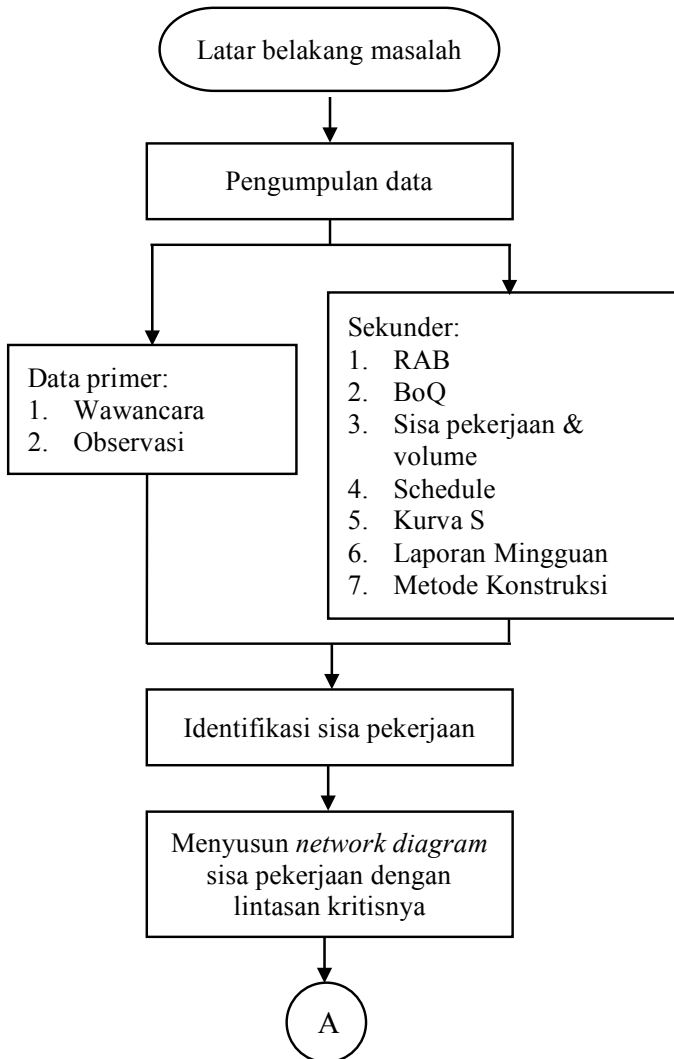 Latar belakang masalah
Pengumpulan data
Data primer:
1. Wawancara
2. Observasi
Sekunder:
1. RAB
2. BoQ
3. Sisa pekerjaan &
volume
4. Schedule
5. Kurva S
6. Laporan Mingguan
7. Metode Konstruksi
Identifikasi sisa pekerjaan
Menyusun network diagram
sisa pekerjaan dengan
lintasan kritisnya
A